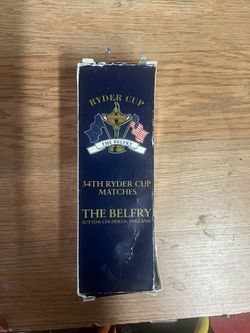 RYDER CUP
THE BELFRY
34TH RYDER CUP
MATCHES
THE BELFRY
SUTTON COLDFIELD, ENGLAND